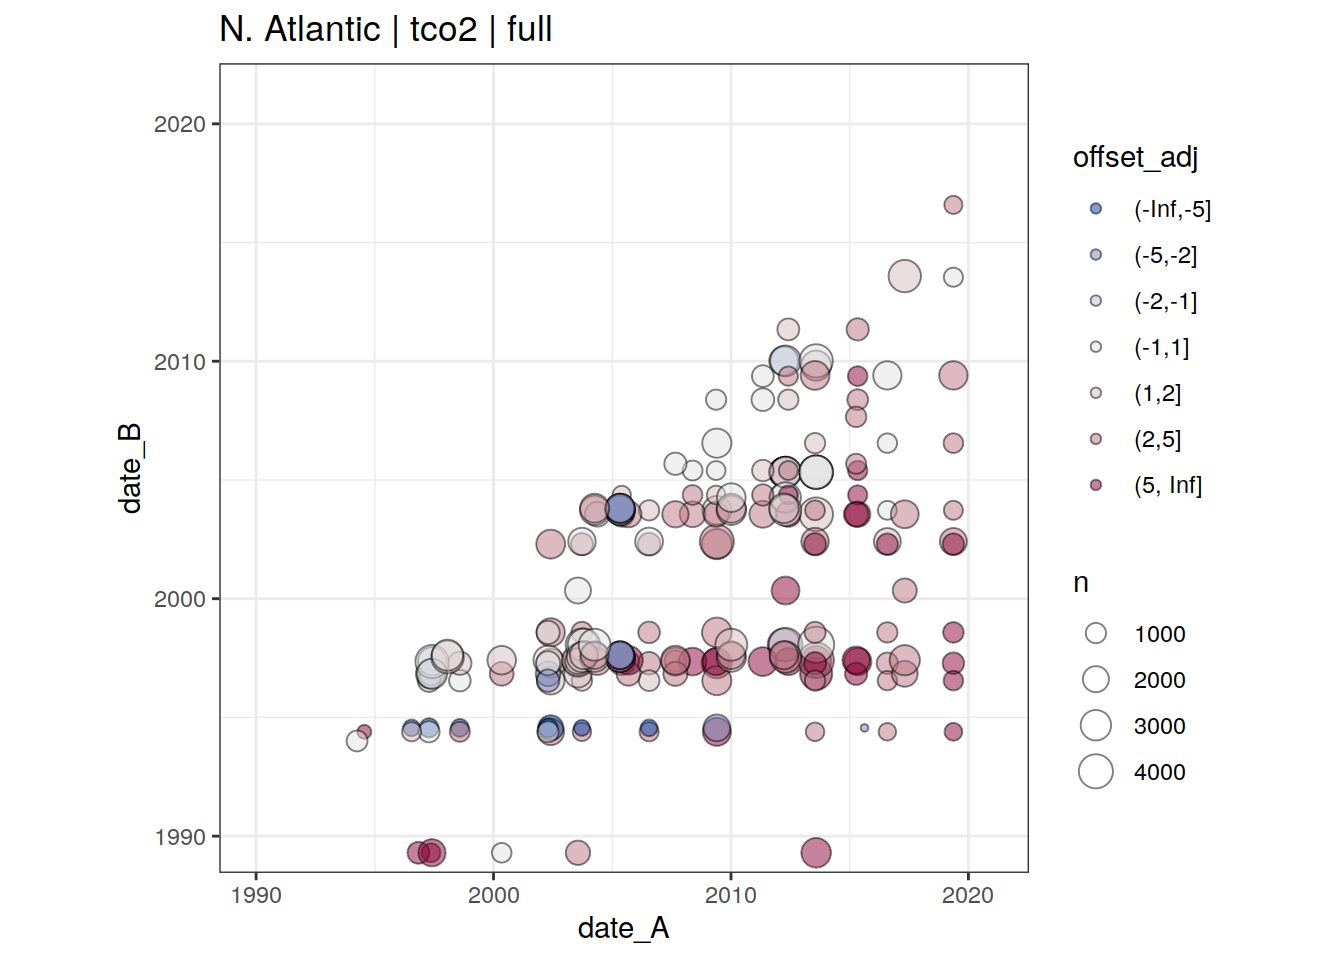 N. Atlantic | tco2 | full
2020
2010
2000
1990
date_B
1990
2000
2010
2020
date_A
offset_adj
(-Inf,-5]
(-5,-2]
(-2,-1]
(-1,1]
(1,2]
(2,5]
(5, Inf]
n
1000
2000
3000
4000